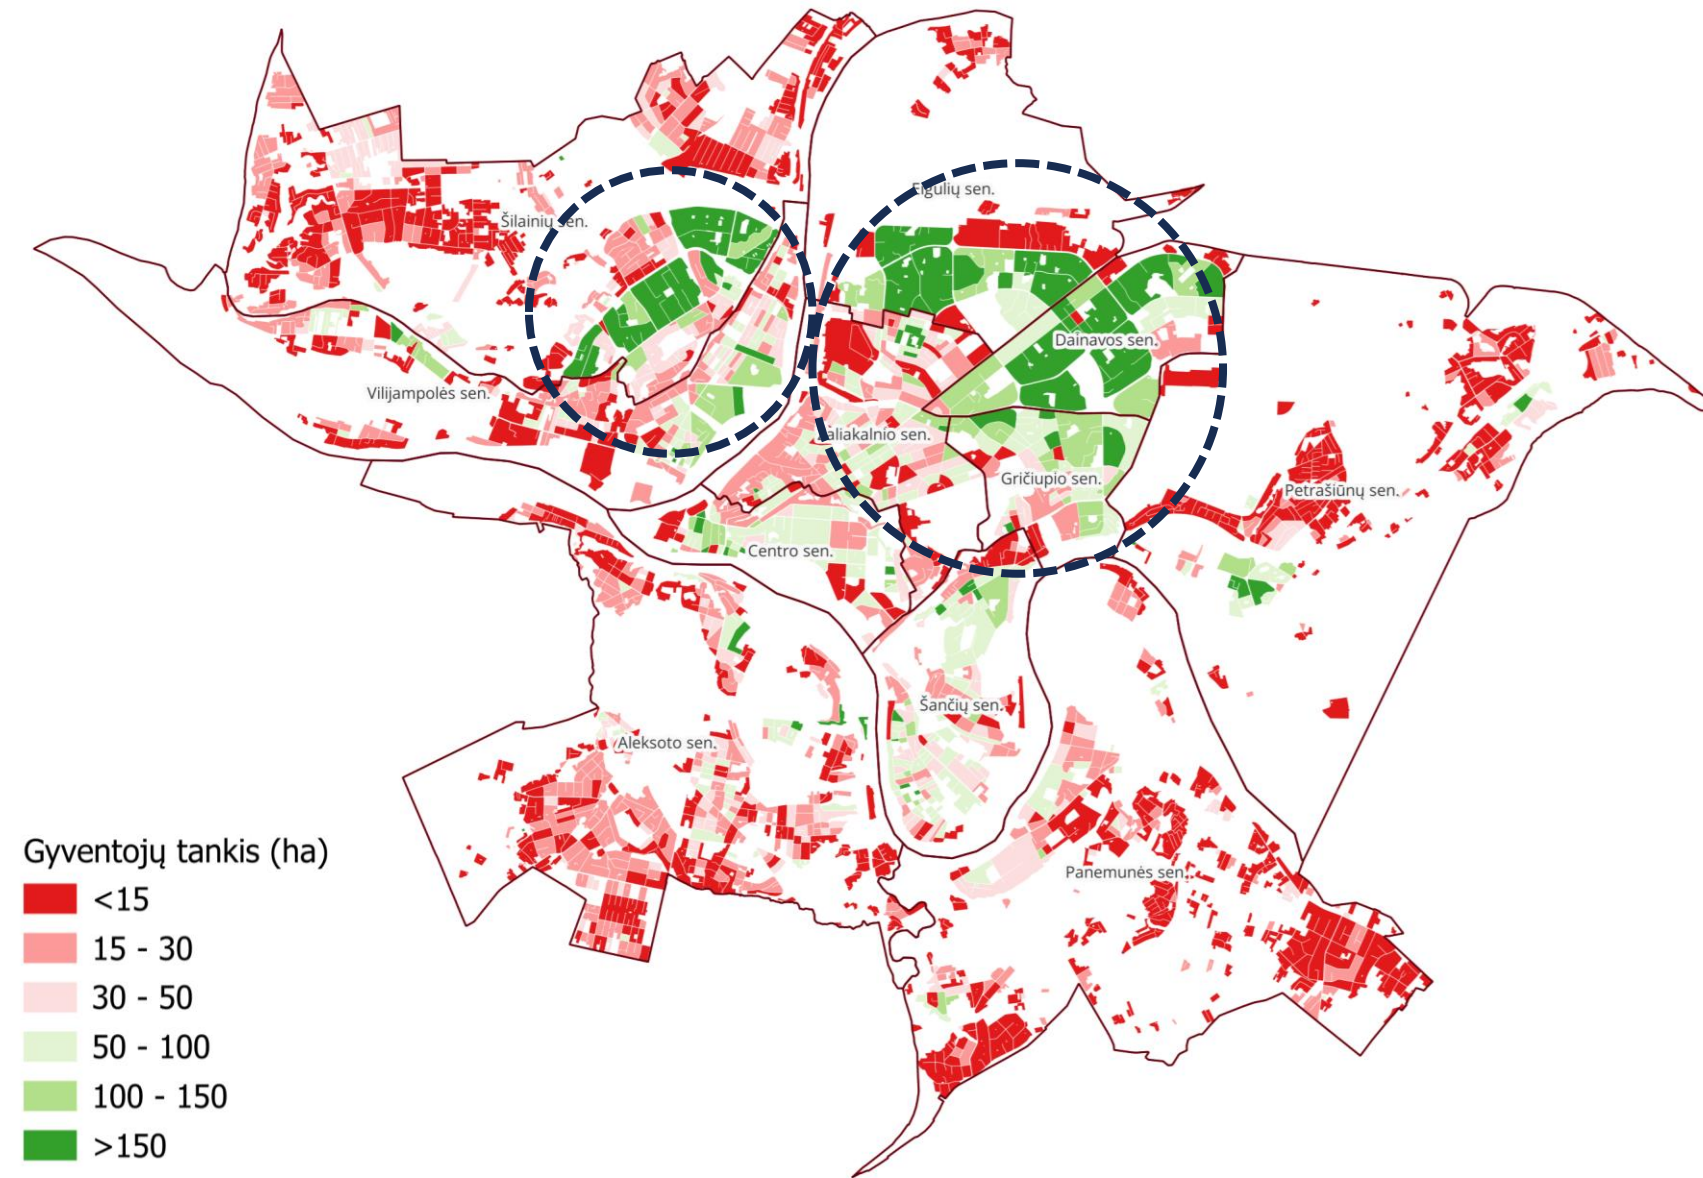 Eigulių sen.
Šilainių sen.
Dainavos sen.
Vilijampolės sen.
aliakalnio sen.
Gričiupio sen.
Petrašiūnų sen.
Centro sen.
Šančių sen.
Aleksoto sen.
Panemunės sen.
Gyventojų tankis (ha)
<15
15 - 30
30 - 50
50 - 100
100 - 150
>150